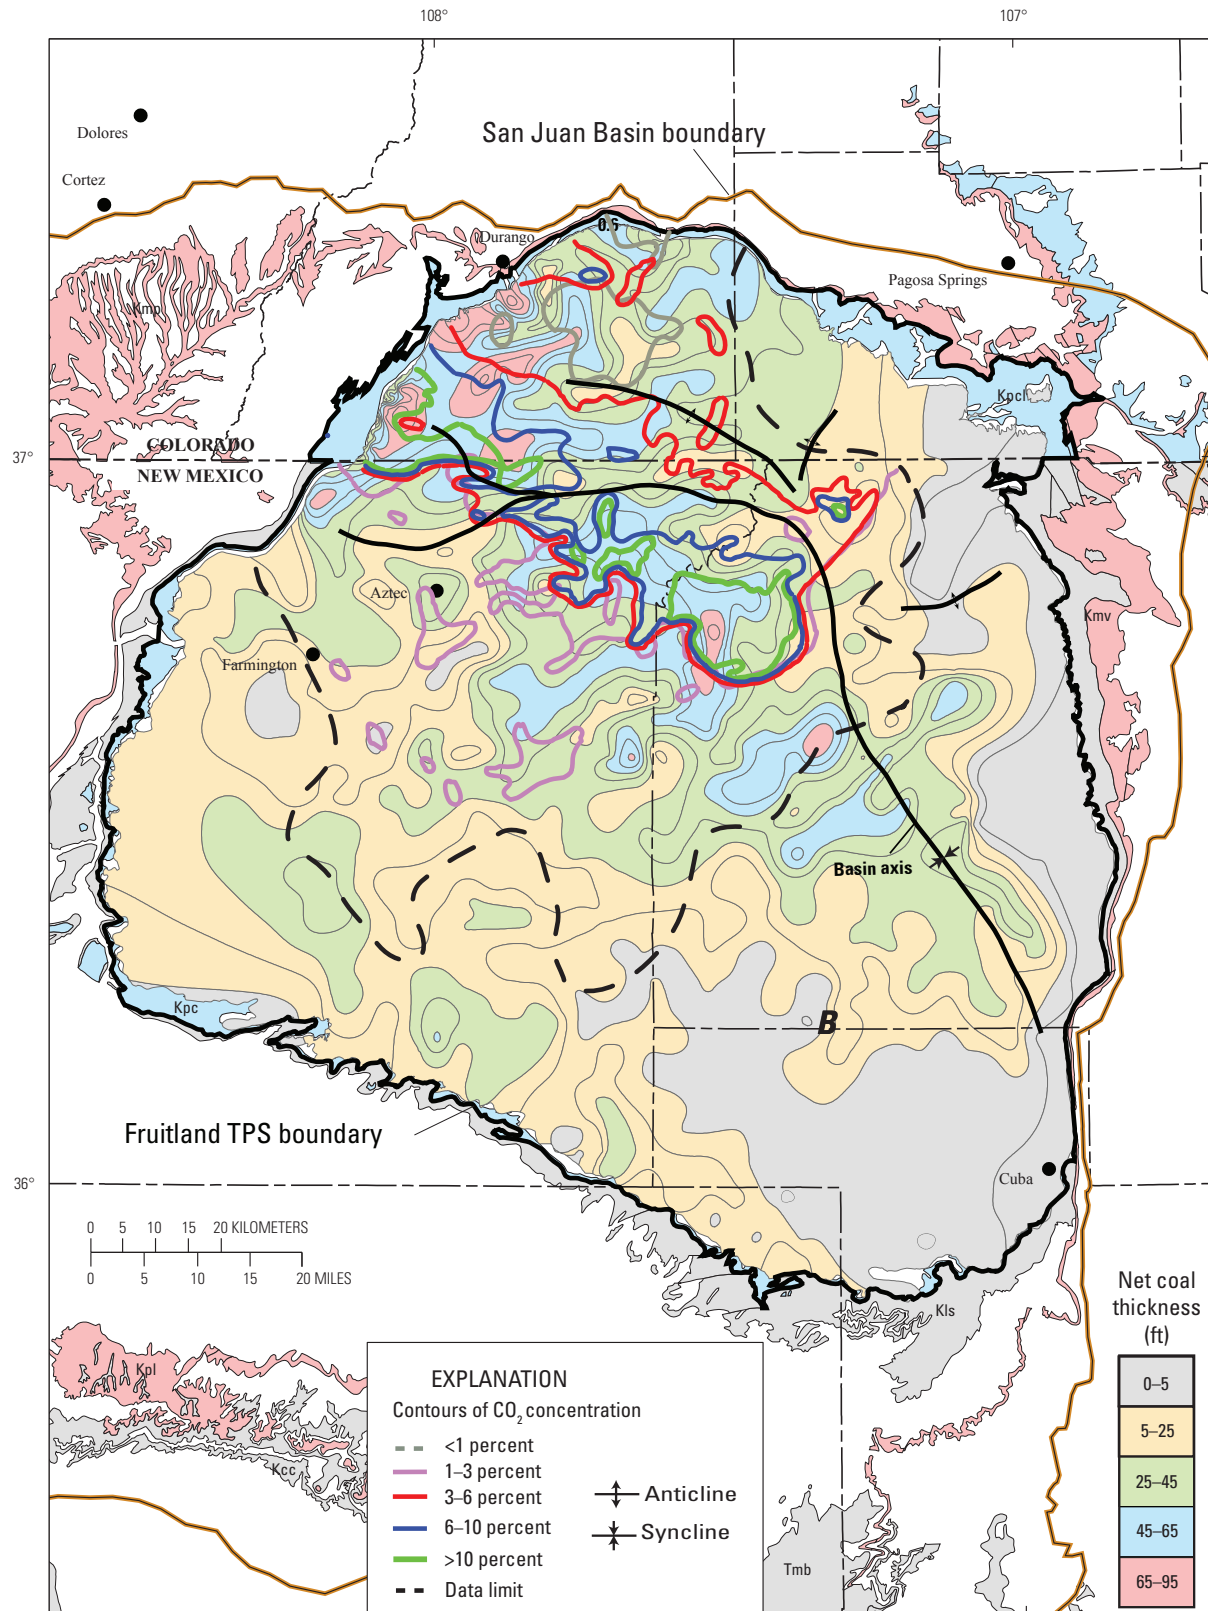 108°
107°
Dolores
San Juan Basin boundary
Cortez
0.6
Durango
Pagosa Springs
Kmp
Kpcl
COLORADO
37°
NEW MEXICO
Aztec
Kmv
Farmington
Basin axis
Kpc
B
Fruitland TPS boundary
Cuba
36°
0 5 10 15 20 KILOMETERS
0 5 10 15 20 MILES
Kls
Net coal
thickness
(ft)
0–5
5–25
25–45
45–65
65–95
Kpl
Kcc
Tmb
EXPLANATION
Contours of CO2 concentration
<1 percent
1–3 percent
3–6 percent
6–10 percent
>10 percent
Data limit
Anticline
Syncline